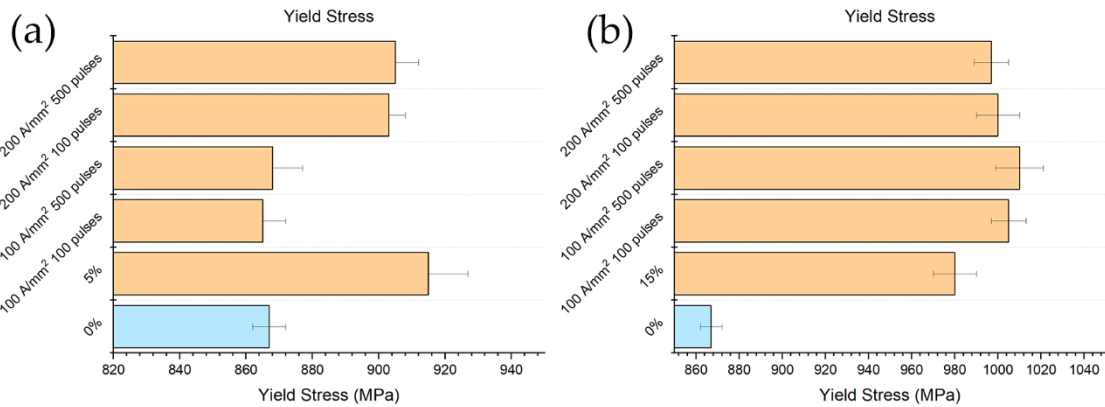 (a)
Yield Stress
200 A/mm² 500 pulses
200 A/mm² 100 pulses
100 A/mm² 500 pulses
100 A/mm² 100 pulses
5%
0%
820 840 860 880 900 920 940
Yield Stress (MPa)
(b)
Yield Stress
200 A/mm² 500 pulses
200 A/mm² 100 pulses
100 A/mm² 500 pulses
100 A/mm² 100 pulses
15%
0%
860 880 900 920 940 960 980 1000 1020 1040
Yield Stress (MPa)